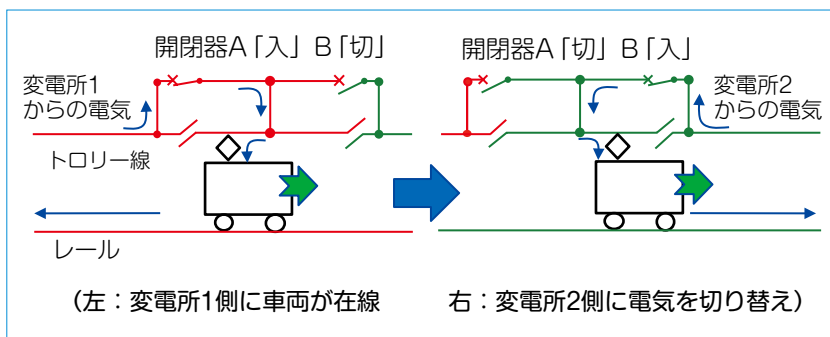 開閉器A「入」B「切」
変電所1
からの電気
トロリー線
レール
(左:変電所1側に車両が在線
開閉器A「切」B「入」
変電所2
からの電気
右:変電所2側に電気を切り替え)